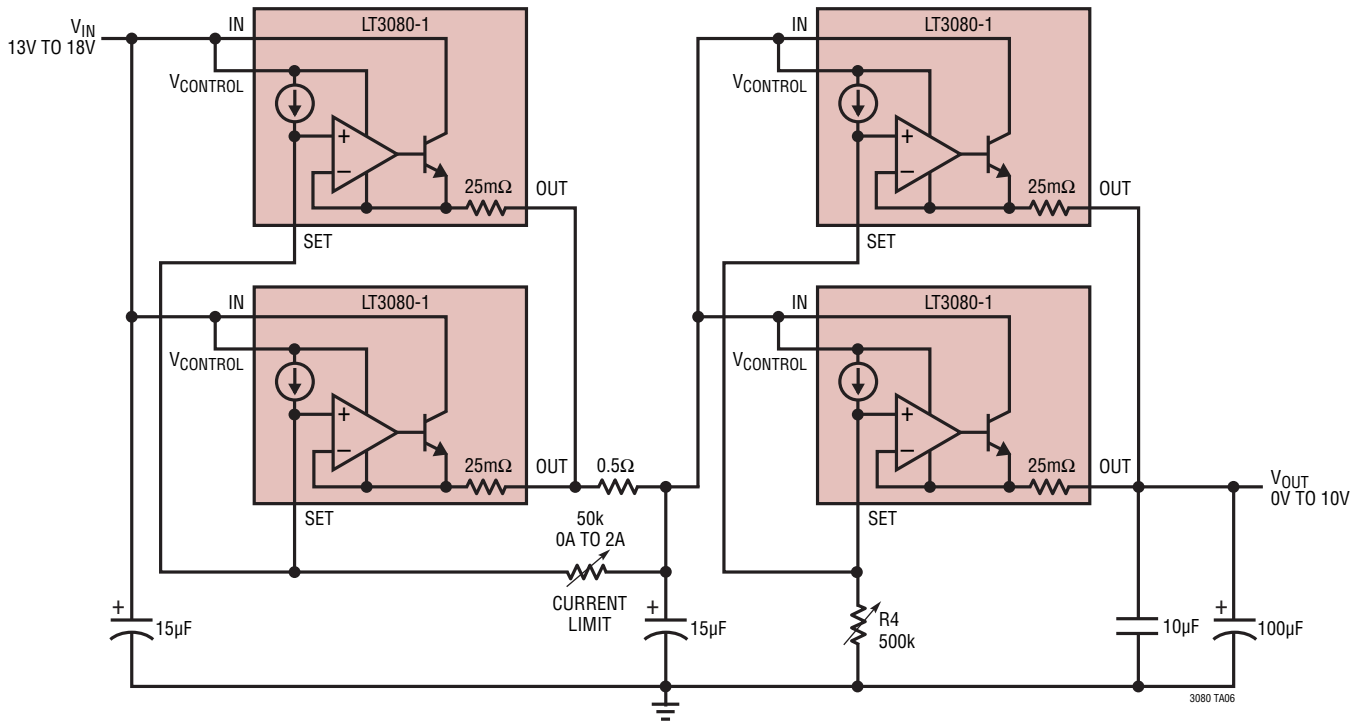 V_IN
13V TO 18V
IN
LT3080-1
V_CONTROL
+
–
25mΩ
OUT
SET
IN
LT3080-1
V_CONTROL
+
–
25mΩ
OUT
SET
IN
LT3080-1
V_CONTROL
+
–
25mΩ
OUT
0.5Ω
SET
50k
0A TO 2A
CURRENT
LIMIT
IN
LT3080-1
V_CONTROL
+
–
25mΩ
OUT
SET
V_OUT
0V TO 10V
+
15µF
+
15µF
R4
500k
10µF
+
100µF
3080 TA06